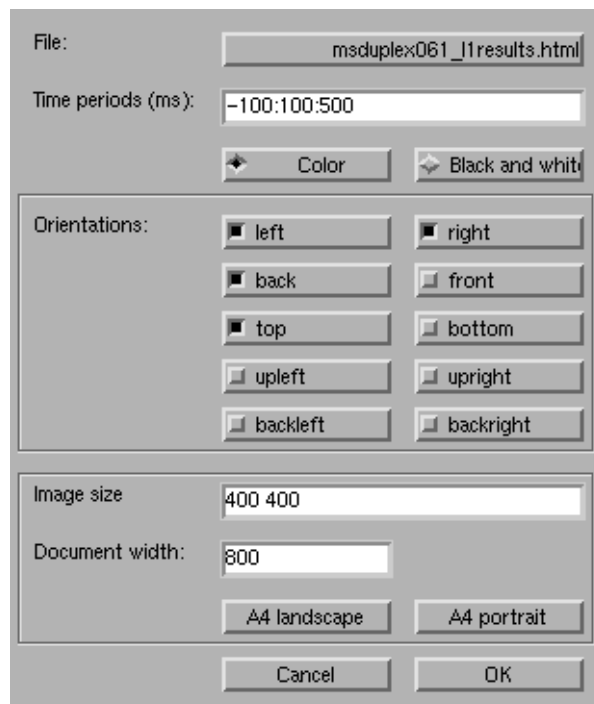 File: msduplex061_l1results.html
Time periods (ms): −100:100:500
Color Black and whit
Orientations: left right
back front
top bottom
upleft upright
backleft backright
Image size 400 400
Document width: 800
A4 landscape A4 portrait
Cancel OK